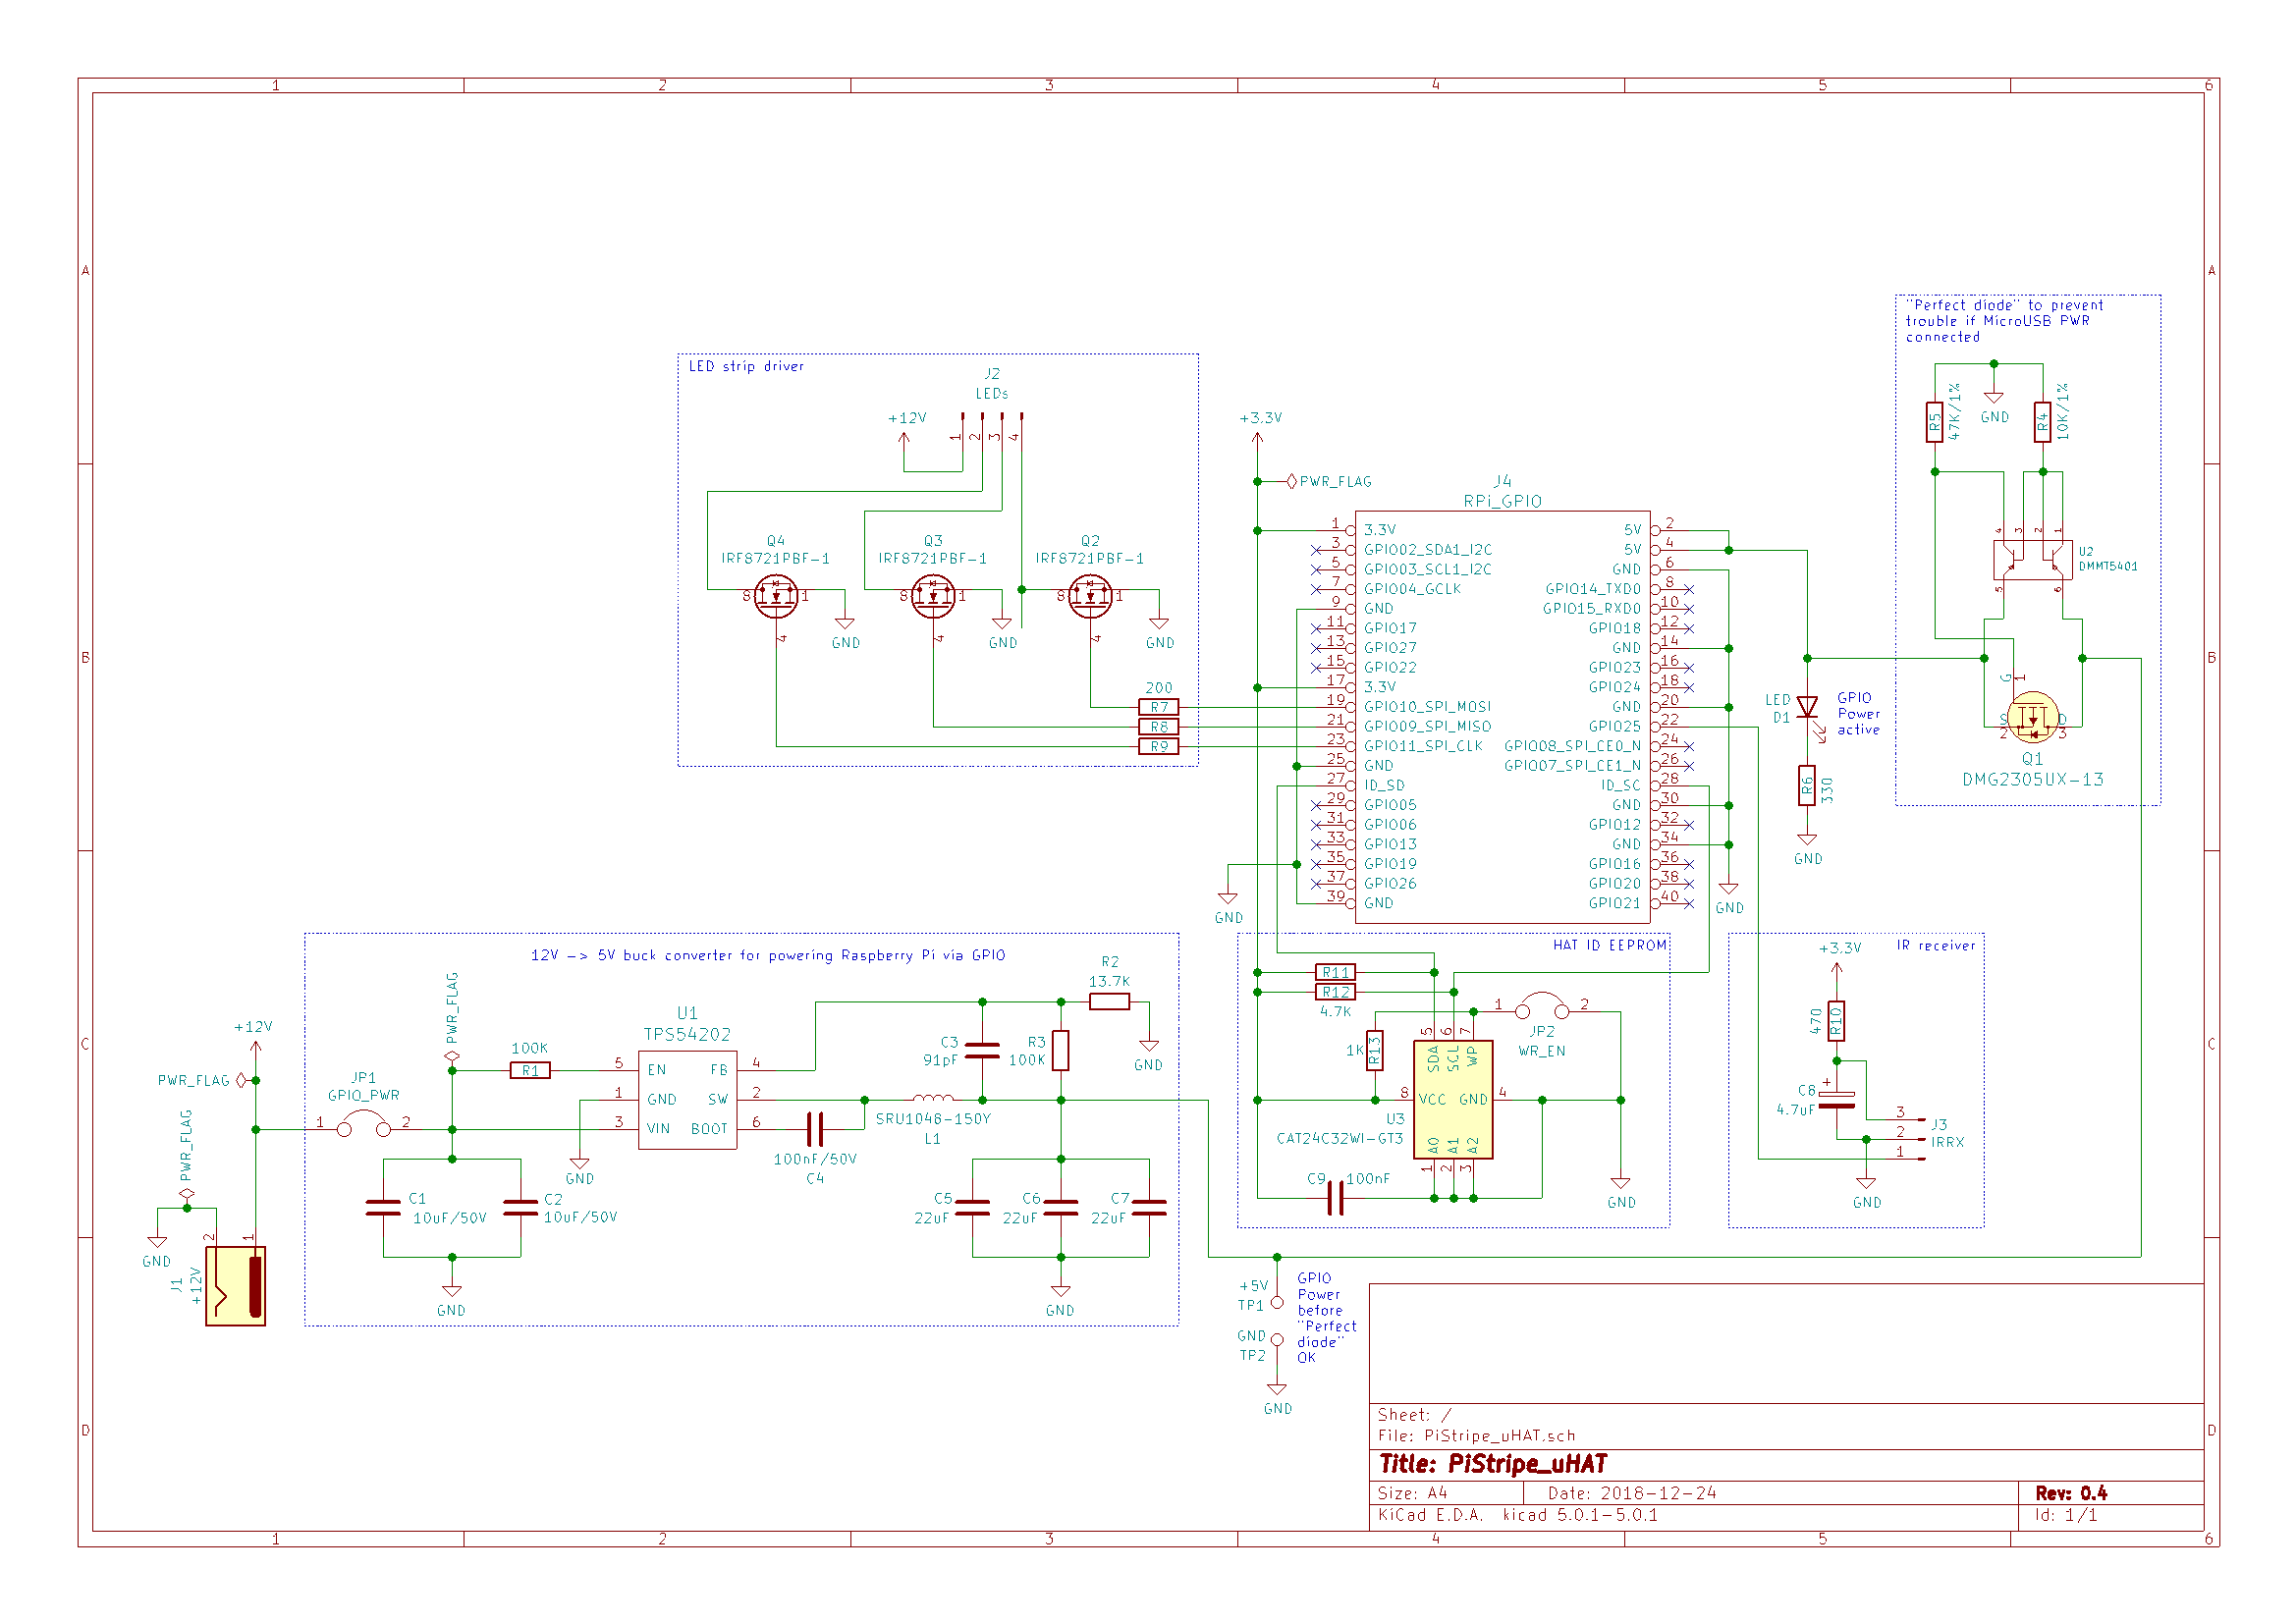 1 2 3 4 5 6
A A
B B
C C
D D
1 2 3 4 5 6
LED strip driver
J2
LEDs
+12V
1 2 3 4
Q4
IRF8721PBF-1
8 1
4
GND
Q3
IRF8721PBF-1
8 1
4
GND
Q2
IRF8721PBF-1
8 1
4
GND
200
R7
R8
R9
+3.3V
PWR_FLAG
J4
RPi_GPIO
1 3.3V 5V 2
3 GPIO02_SDA1_I2C 5V 4
5 GPIO03_SCL1_I2C GND 6
7 GPIO04_GCLK GPIO14_TXD0 8
9 GND GPIO15_RXD0 10
11 GPIO17 GPIO18 12
13 GPIO27 GND 14
15 GPIO22 GPIO23 16
17 3.3V GPIO24 18
19 GPIO10_SPI_MOSI GND 20
21 GPIO09_SPI_MISO GPIO25 22
23 GPIO11_SPI_CLK GPIO08_SPI_CE0_N 24
25 GND GPIO07_SPI_CE1_N 26
27 ID_SD ID_SC 28
29 GPIO05 GND 30
31 GPIO06 GPIO12 32
33 GPIO13 GND 34
35 GPIO19 GPIO16 36
37 GPIO26 GPIO20 38
39 GND GPIO21 40
GND
GND
LED
D1
GPIO
Power
active
R6
330
GND
"Perfect diode" to prevent
trouble if MicroUSB PWR
connected
R5
47K/1%
GND
R4
10K/1%
4 3 2 1
U2
DMMT5401
5 6
G 1
S D
2 3
Q1
DMG2305UX-13
12V -> 5V buck converter for powering Raspberry Pi via GPIO
+12V
PWR_FLAG
PWR_FLAG
GND
2 1
J1
+12V
JP1
GPIO_PWR
1 2
PWR_FLAG
100K
R1
U1
TPS54202
5 EN FB 4
1 GND SW 2
3 VIN BOOT 6
GND
C1
10uF/50V
C2
10uF/50V
GND
100nF/50V
C4
SRU1048-150Y
L1
C3
91pF
R3
100K
R2
13.7K
GND
C5
22uF
C6
22uF
C7
22uF
GND
HAT ID EEPROM
R11
R12
4.7K
1K
R13
1 2
JP2
WR_EN
5 6 7
SDA SCL WP
8 VCC GND 4
U3
CAT24C32WI-GT3
A0 A1 A2
1 2 3
C9
100nF
GND
IR receiver
+3.3V
470
R10
C8
+
4.7uF
3
2
1
J3
IRRX
GND
+5V
TP1
GND
TP2
GND
GPIO
Power
before
"Perfect
diode"
OK
Sheet: /
File: PiStripe_uHAT.sch
Title: PiStripe_uHAT
Size: A4 Date: 2018-12-24 Rev: 0.4
KiCad E.D.A. kicad 5.0.1-5.0.1 Id: 1/1